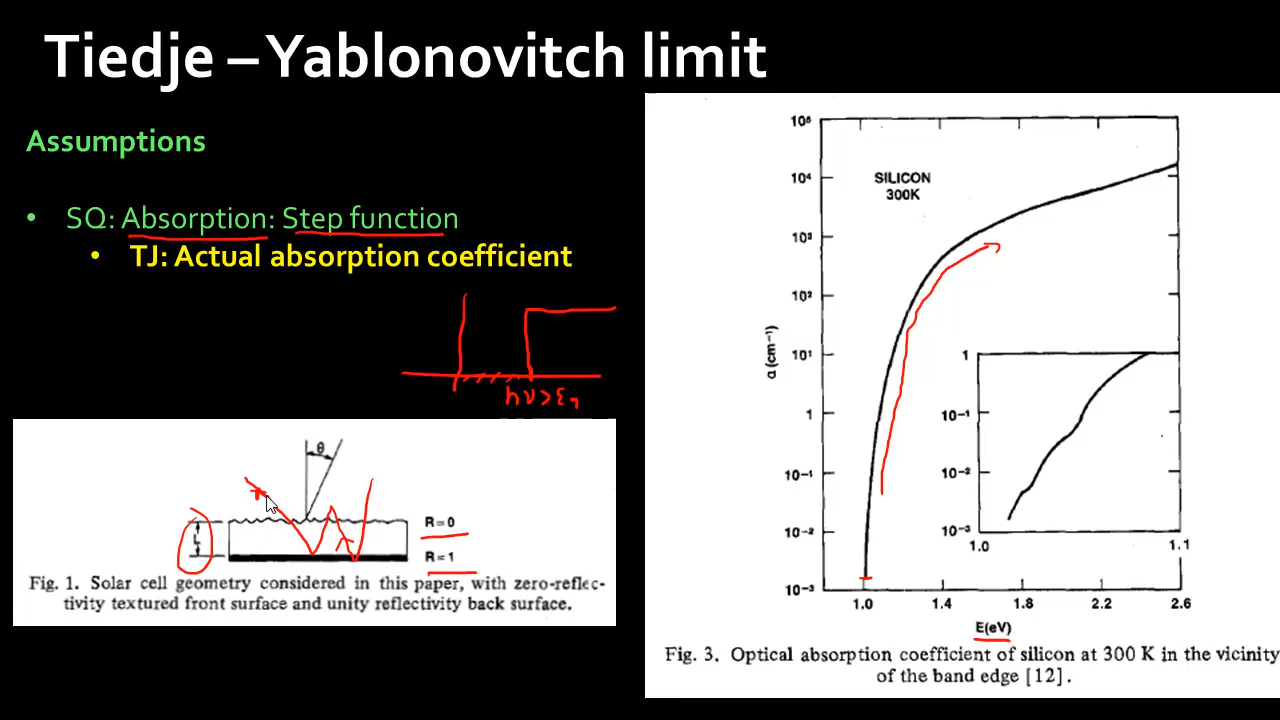 Tiedje – Yablonovitch limit
Assumptions
• SQ: Absorption: Step function
• TJ: Actual absorption coefficient
hν>Eg
θ
L
R=0
R=1
Fig. 1. Solar cell geometry considered in this paper, with zero-reflec-
tivity textured front surface and unity reflectivity back surface.
10⁵
10⁴
10³
10²
10¹
1
10⁻¹
10⁻²
10⁻³
α (cm⁻¹)
SILICON
300K
1
10⁻¹
10⁻²
10⁻³
1.0 1.1
1.0 1.4 1.8 2.2 2.6
E(eV)
Fig. 3. Optical absorption coefficient of silicon at 300 K in the vicinity
of the band edge [12].